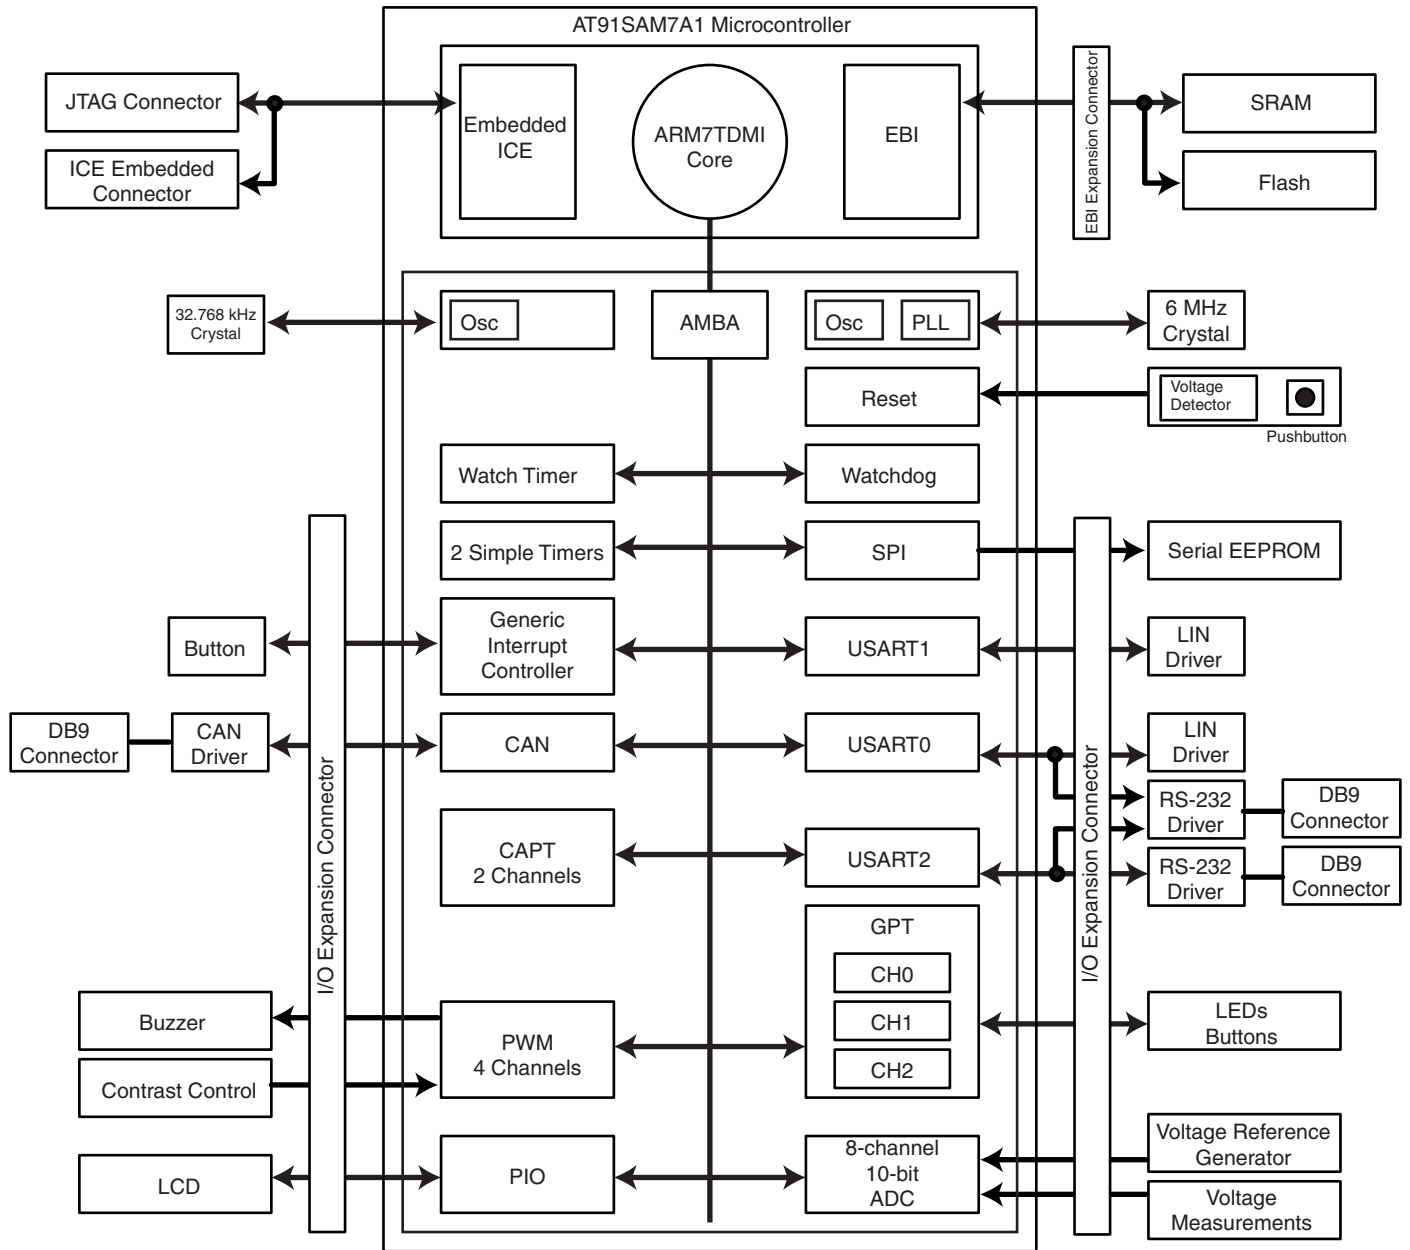 AT91SAM7A1 Microcontroller
JTAG Connector
ICE Embedded
Connector
Embedded
ICE
ARM7TDMI
Core
EBI
EBI Expansion Connector
SRAM
Flash
32.768 kHz
Crystal
Osc
AMBA
Osc
PLL
6 MHz
Crystal
Reset
Voltage
Detector
Pushbutton
Watch Timer
Watchdog
2 Simple Timers
SPI
Serial EEPROM
Button
Generic
Interrupt
Controller
USART1
LIN
Driver
DB9
Connector
CAN
Driver
CAN
USART0
LIN
Driver
RS-232
Driver
DB9
Connector
I/O Expansion Connector
CAPT
2 Channels
USART2
I/O Expansion Connector
RS-232
Driver
DB9
Connector
GPT
CH0
CH1
CH2
Buzzer
Contrast Control
PWM
4 Channels
LEDs
Buttons
LCD
PIO
8-channel
10-bit
ADC
Voltage Reference
Generator
Voltage
Measurements